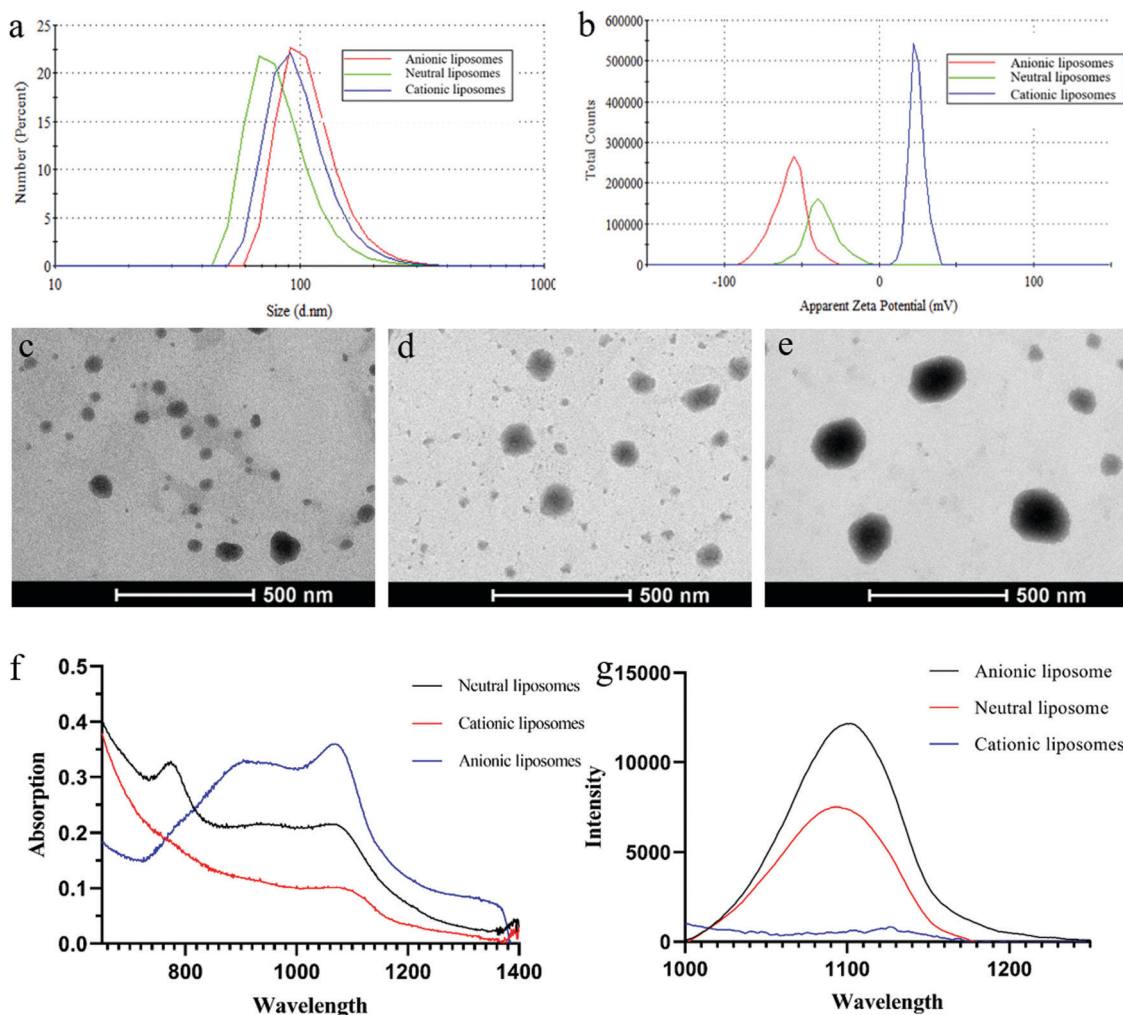 a
25
20
15
10
5
0
Number (Percent)
10
100
1000
Size (d.nm)
Anionic liposomes
Neutral liposomes
Cationic liposomes
b
600000
500000
400000
300000
200000
100000
0
Total Counts
-100
0
100
Apparent Zeta Potential (mV)
Anionic liposomes
Neutral liposomes
Cationic liposomes
c
500 nm
d
500 nm
e
500 nm
f
0.5
0.4
0.3
0.2
0.1
0.0
Absorption
800
1000
1200
1400
Wavelength
Neutral liposomes
Cationic liposomes
Anionic liposomes
g
15000
10000
5000
0
Intensity
1000
1100
1200
Wavelength
Anionic liposome
Neutral liposome
Cationic liposomes